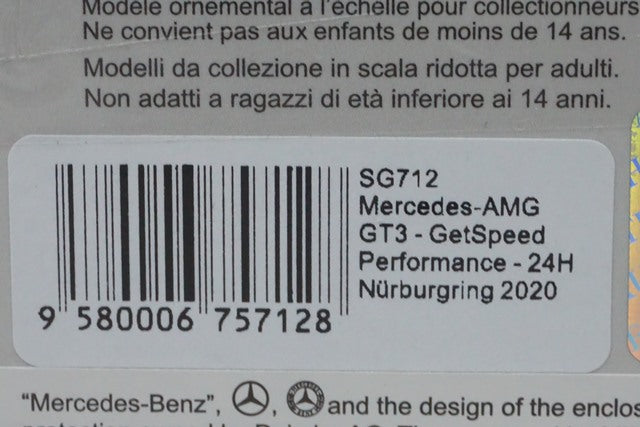 Modèle ornemental à l'échelle pour collectionneurs
Ne convient pas aux enfants de moins de 14 ans.
Modelli da collezione in scala ridotta per adulti.
Non adatti a ragazzi di età inferiore ai 14 anni.
SG712
Mercedes-AMG
GT3 - GetSpeed
Performance - 24H
Nürburgring 2020
9 580006 757128
"Mercedes-Benz", , and the design of the enclos